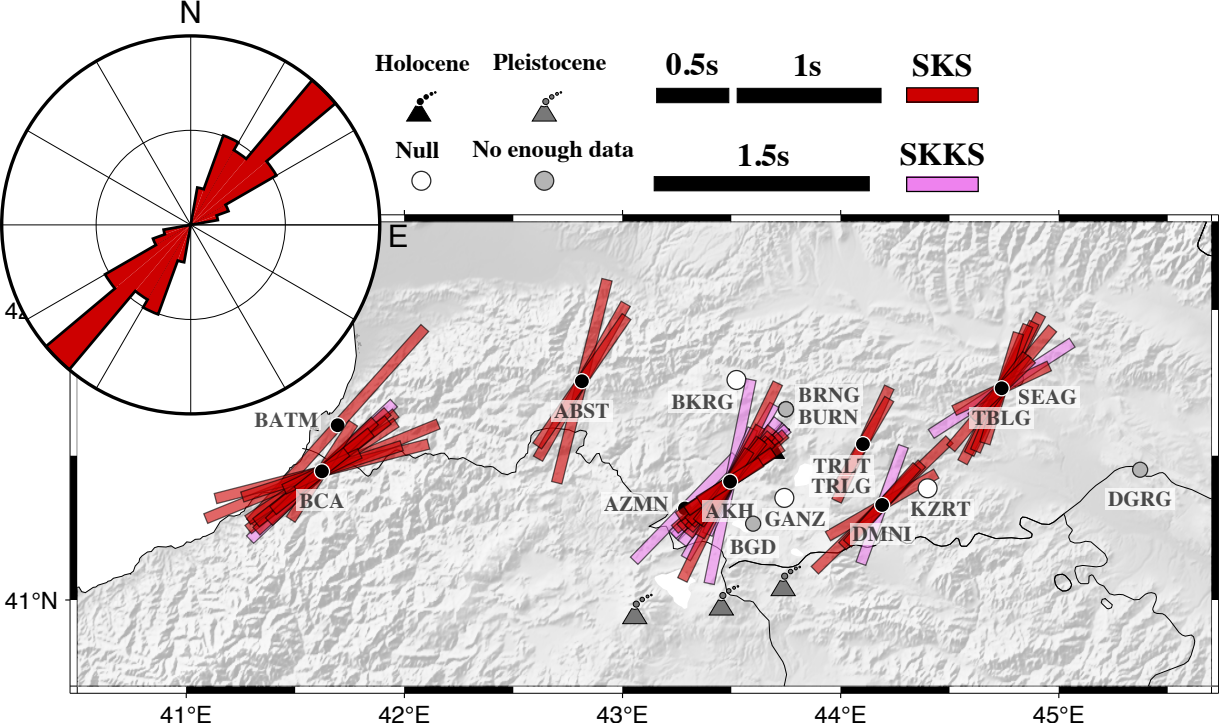 N
Holocene Pleistocene 0.5s 1s SKS
Null No enough data 1.5s SKKS
E
BATM
BCA
ABST
BKRG
BRNG
BURN
SEAG
TBLG
TRLT
TRLG
DGRG
AZMN
AKH
GANZ
KZRT
DMNI
BGD
41°N
41°E 42°E 43°E 44°E 45°E